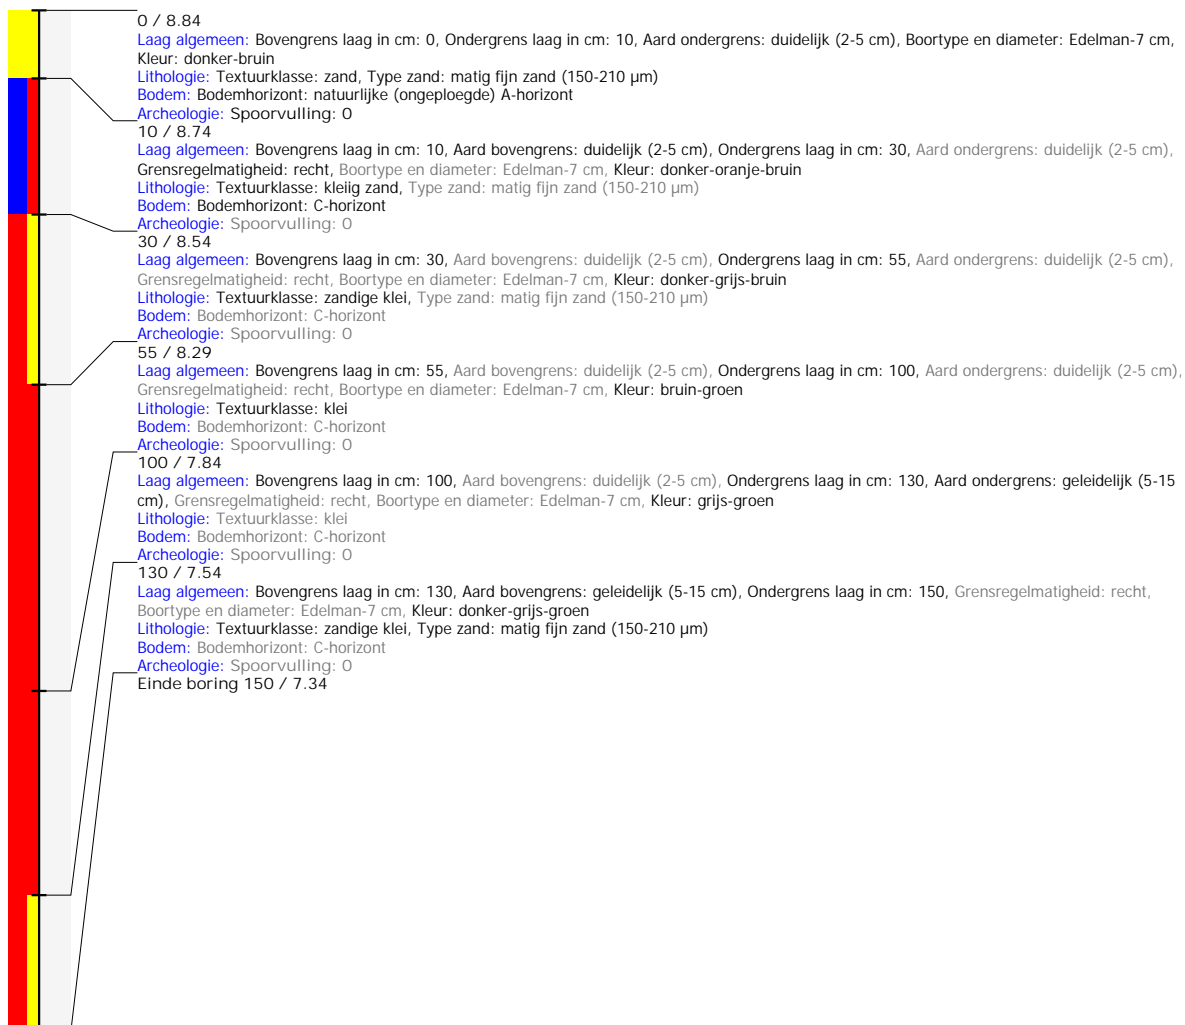 0 / 8.84
Laag algemeen: Bovengrens laag in cm: 0, Ondergrens laag in cm: 10, Aard ondergrens: duidelijk (2-5 cm), Boortype en diameter: Edelman-7 cm,
Kleur: donker-bruin
Lithologie: Textuurklasse: zand, Type zand: matig fijn zand (150-210 µm)
Bodem: Bodemhorizont: natuurlijke (ongeploegde) A-horizont
Archeologie: Spoorvulling: 0
10 / 8.74
Laag algemeen: Bovengrens laag in cm: 10, Aard bovengrens: duidelijk (2-5 cm), Ondergrens laag in cm: 30, Aard ondergrens: duidelijk (2-5 cm),
Grensregelmatigheid: recht, Boortype en diameter: Edelman-7 cm, Kleur: donker-oranje-bruin
Lithologie: Textuurklasse: kleiig zand, Type zand: matig fijn zand (150-210 µm)
Bodem: Bodemhorizont: C-horizont
Archeologie: Spoorvulling: 0
30 / 8.54
Laag algemeen: Bovengrens laag in cm: 30, Aard bovengrens: duidelijk (2-5 cm), Ondergrens laag in cm: 55, Aard ondergrens: duidelijk (2-5 cm),
Grensregelmatigheid: recht, Boortype en diameter: Edelman-7 cm, Kleur: donker-grijs-bruin
Lithologie: Textuurklasse: zandige klei, Type zand: matig fijn zand (150-210 µm)
Bodem: Bodemhorizont: C-horizont
Archeologie: Spoorvulling: 0
55 / 8.29
Laag algemeen: Bovengrens laag in cm: 55, Aard bovengrens: duidelijk (2-5 cm), Ondergrens laag in cm: 100, Aard ondergrens: duidelijk (2-5 cm),
Grensregelmatigheid: recht, Boortype en diameter: Edelman-7 cm, Kleur: bruin-groen
Lithologie: Textuurklasse: klei
Bodem: Bodemhorizont: C-horizont
Archeologie: Spoorvulling: 0
100 / 7.84
Laag algemeen: Bovengrens laag in cm: 100, Aard bovengrens: duidelijk (2-5 cm), Ondergrens laag in cm: 130, Aard ondergrens: geleidelijk (5-15
cm), Grensregelmatigheid: recht, Boortype en diameter: Edelman-7 cm, Kleur: grijs-groen
Lithologie: Textuurklasse: klei
Bodem: Bodemhorizont: C-horizont
Archeologie: Spoorvulling: 0
130 / 7.54
Laag algemeen: Bovengrens laag in cm: 130, Aard bovengrens: geleidelijk (5-15 cm), Ondergrens laag in cm: 150, Grensregelmatigheid: recht,
Boortype en diameter: Edelman-7 cm, Kleur: donker-grijs-groen
Lithologie: Textuurklasse: zandige klei, Type zand: matig fijn zand (150-210 µm)
Bodem: Bodemhorizont: C-horizont
Archeologie: Spoorvulling: 0
Einde boring 150 / 7.34